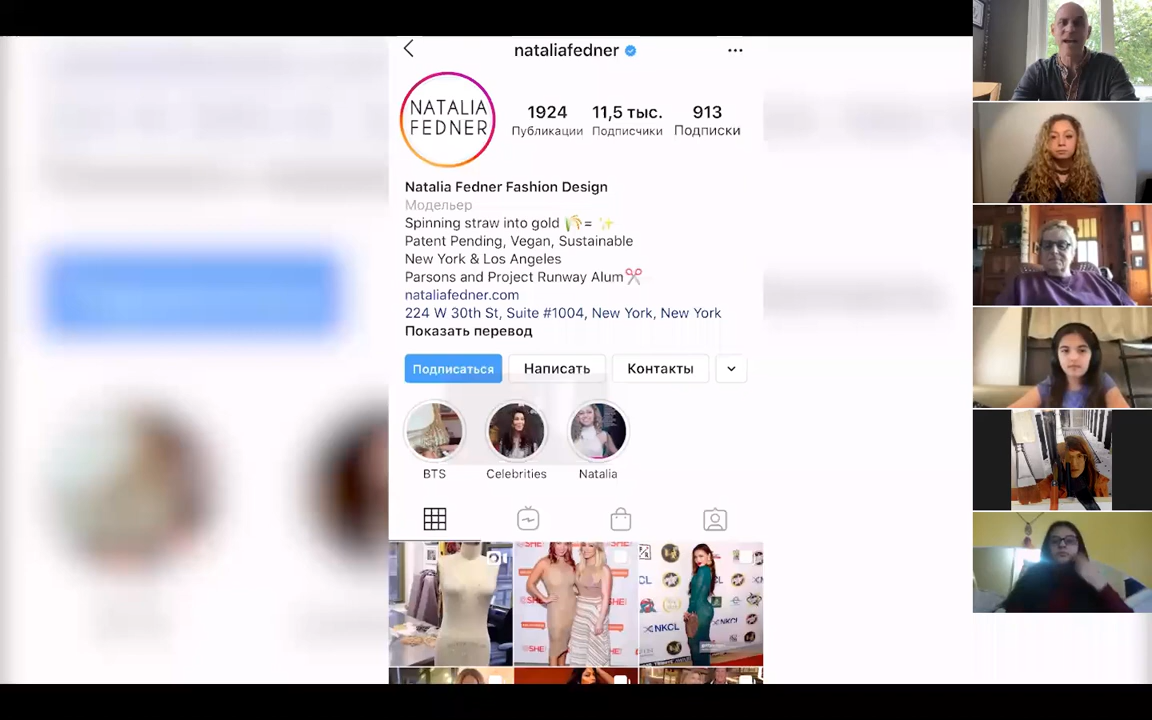 nataliafedner
NATALIA
FEDNER
1924 11,5 тыс. 913
Публикации Подписчики Подписки
Natalia Fedner Fashion Design
Модельер
Spinning straw into gold 🌾= ✨
Patent Pending, Vegan, Sustainable
New York & Los Angeles
Parsons and Project Runway Alum✂️
nataliafedner.com
224 W 30th St, Suite #1004, New York, New York
Показать перевод
Подписаться Написать Контакты
BTS Celebrities Natalia
SHE!
NKCL